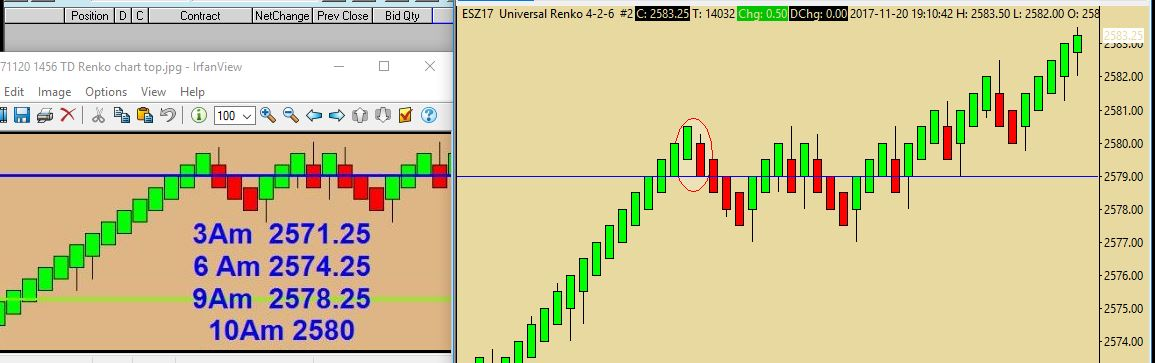 Position D C Contract NetChange Prev Close Bid Qty
71120 1456 TD Renko chart top.jpg - IrfanView
Edit Image Options View Help
100
3Am 2571.25
6 Am 2574.25
9Am 2578.25
10Am 2580
ESZ17 Universal Renko 4-2-6 #2 C: 2583.25 T: 14032 Chg: 0.50 DChg: 0.00 2017-11-20 19:10:42 H: 2583.50 L: 2582.00 O: 258
2583.25
2583.00
2582.00
2581.00
2580.00
2579.00
2578.00
2577.00
2576.00
2575.00
2574.00